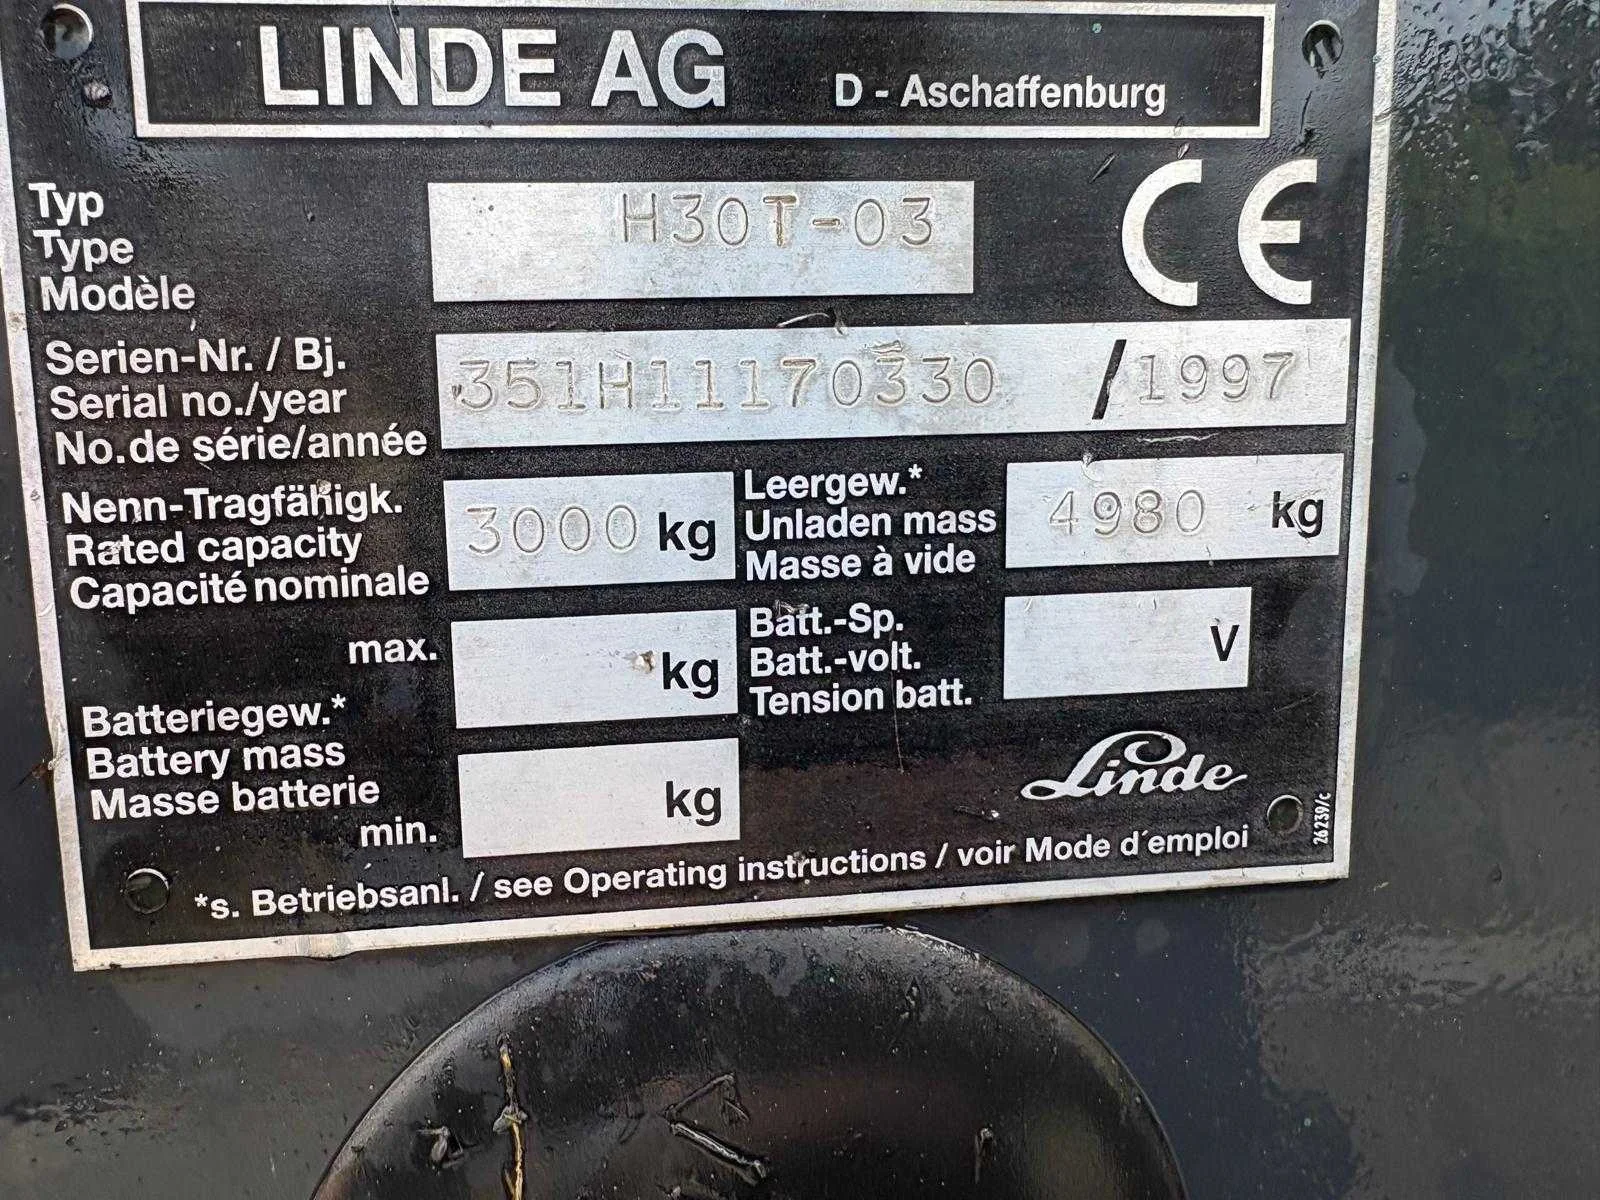 LINDE AG D - Aschaffenburg
Typ
Type
Modèle
H30T-03
CE
Serien-Nr. / Bj.
Serial no./year
No.de série/année
351H11170330 /1997
Nenn-Tragfähigk.
Rated capacity
Capacité nominale
3000 kg
Leergew.*
Unladen mass
Masse à vide
4980 kg
max.
kg
Batt.-Sp.
Batt.-volt.
Tension batt.
V
Batteriegew.*
Battery mass
Masse batterie
min.
kg
Linde
26239/c
*s. Betriebsanl. / see Operating instructions / voir Mode d´emploi